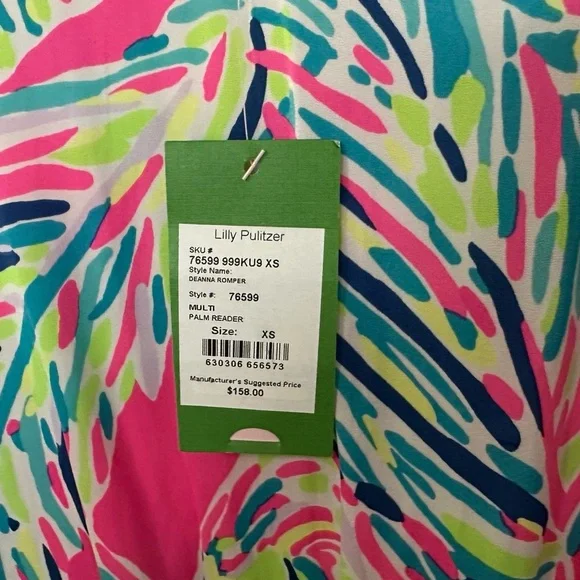 Lilly Pulitzer
SKU #
76599 999KU9 XS
Style Name:
DEANNA ROMPER
Style #: 76599
MULTI
PALM READER
Size: XS
630306 656573
Manufacturer's Suggested Price
$158.00